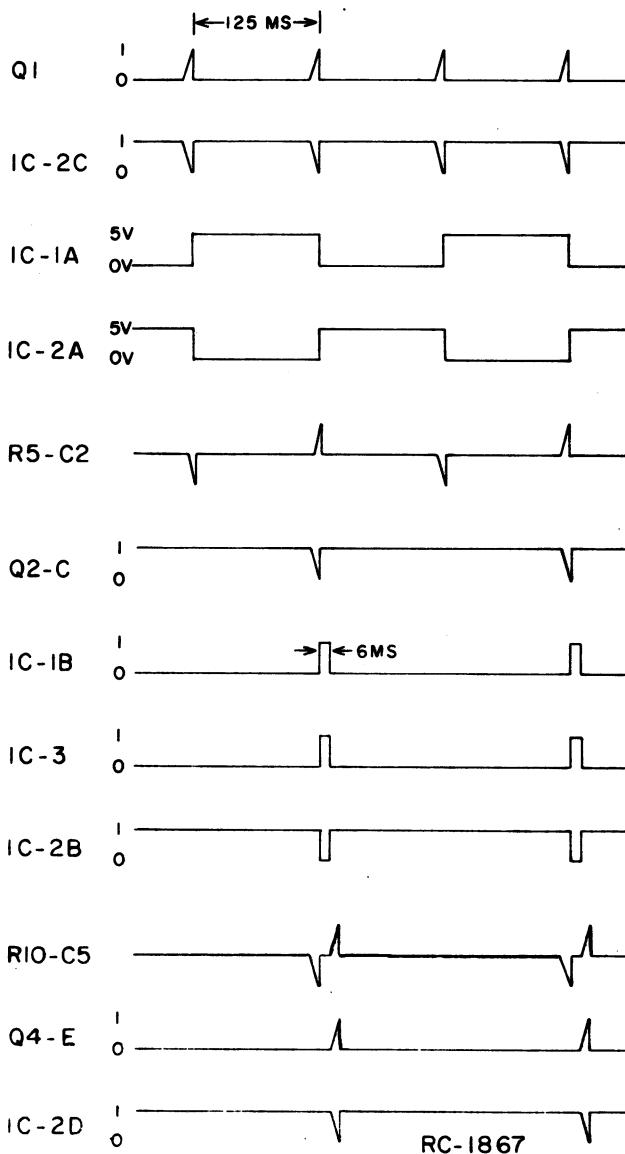 125 MS
Q1 1 0
IC-2C 1 0
IC-1A 5V 0V
IC-2A 5V 0V
R5-C2
Q2-C 1 0
IC-1B 1 0 6MS
IC-3 1 0
IC-2B 1 0
R10-C5
Q4-E 1 0
IC-2D 1 0
RC-1867